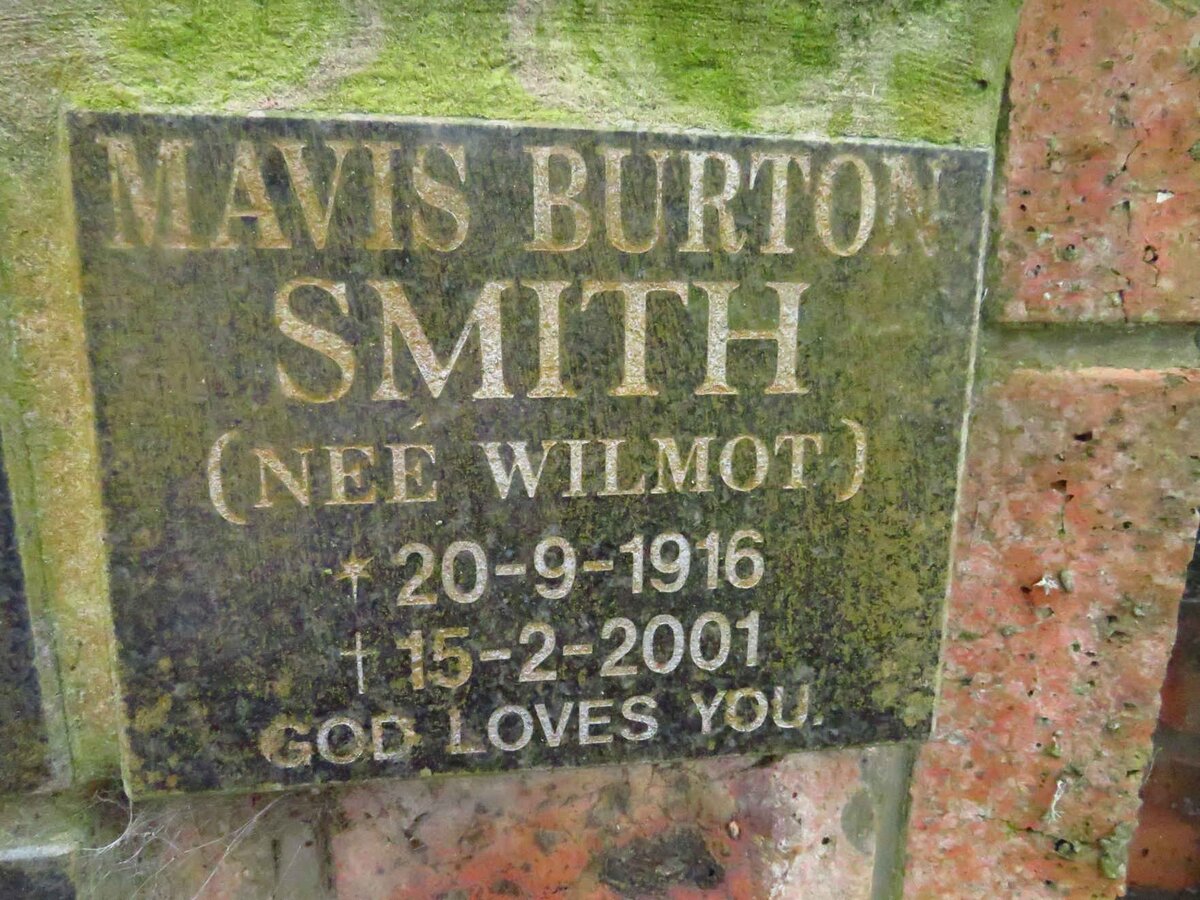 MAVIS BURTON
SMITH
(NEÉ WILMOT)
20-9-1916
† 15-2-2001
GOD LOVES YOU.